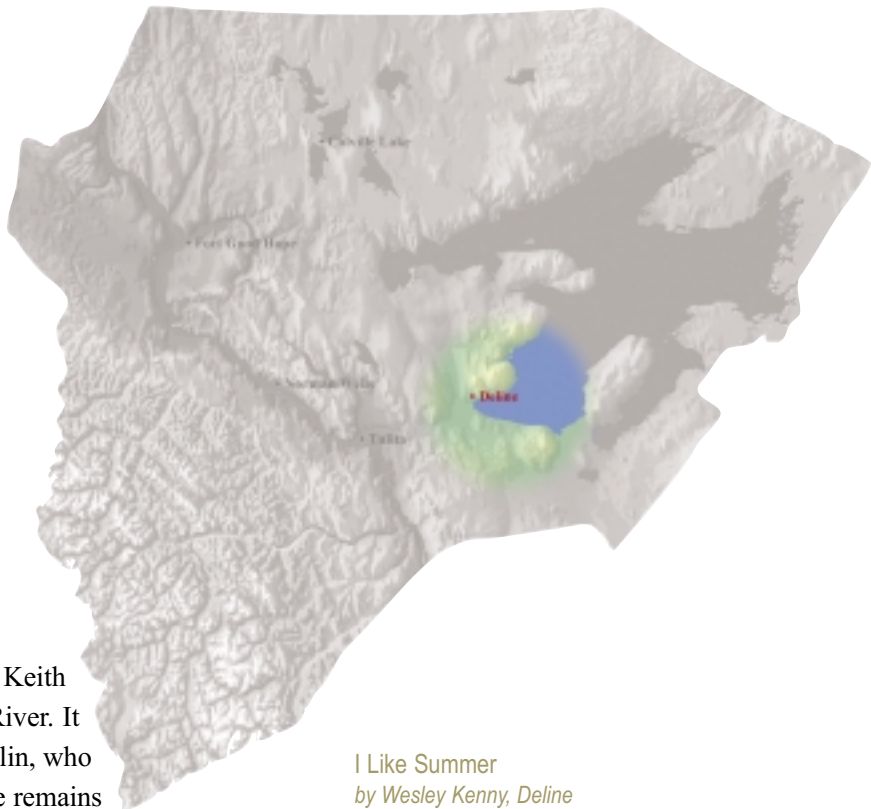 Colville Lake
Fort Good Hope
Norman Wells
Deline
Tulita
Keith
River. It
lin, who
e remains
I Like Summer
by Wesley Kenny, Deline